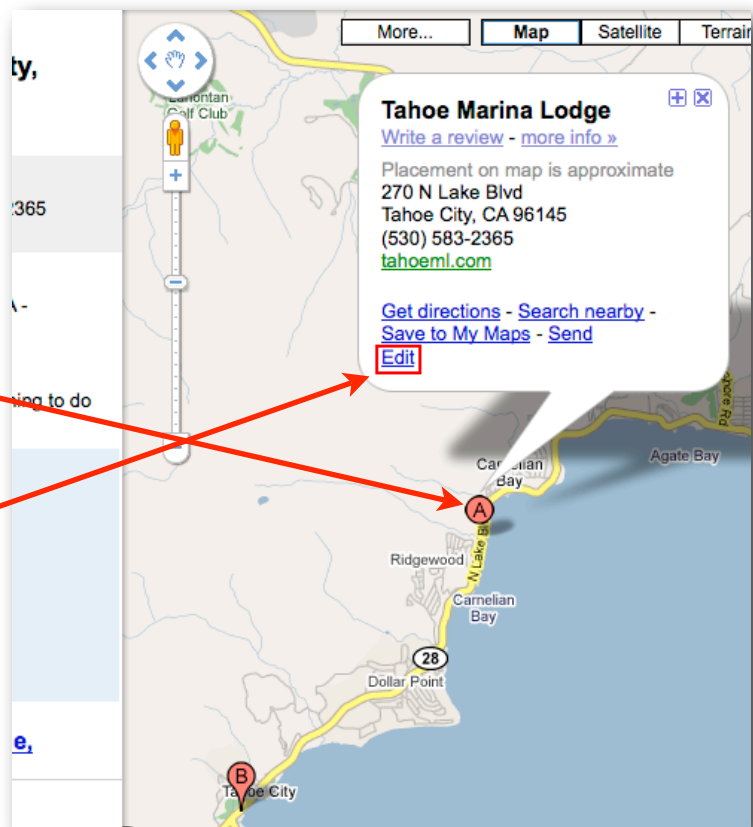 ty,
365
A -
ning to do
e,
More...
Map
Satellite
Terrain
Lahontan
Golf Club
Tahoe Marina Lodge
Write a review - more info »
Placement on map is approximate
270 N Lake Blvd
Tahoe City, CA 96145
(530) 583-2365
tahoeml.com
Get directions - Search nearby -
Save to My Maps - Send
Edit
Agate Bay
Carnelian
Bay
A
N Lake Bl
Ridgewood
Carnelian
Bay
28
Dollar Point
B
Tahoe City